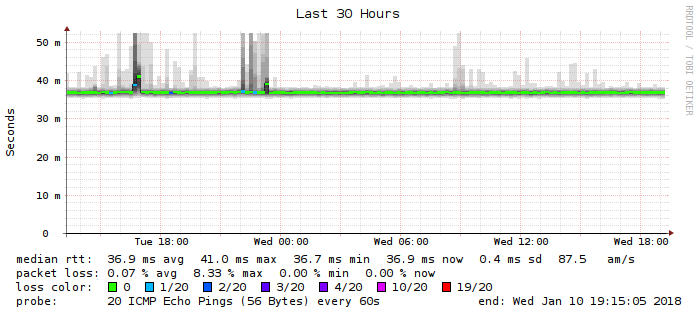 Last 30 Hours
RRDTOOL / TOBI OETIKER
Seconds
50 m
40 m
30 m
20 m
10 m
0
Tue 18:00 Wed 00:00 Wed 06:00 Wed 12:00 Wed 18:00
median rtt: 36.9 ms avg 41.0 ms max 36.7 ms min 36.9 ms now 0.4 ms sd 87.5 am/s
packet loss: 0.07 % avg 8.33 % max 0.00 % min 0.00 % now
loss color: 0 1/20 2/20 3/20 4/20 10/20 19/20
probe: 20 ICMP Echo Pings (56 Bytes) every 60s end: Wed Jan 10 19:15:05 2018